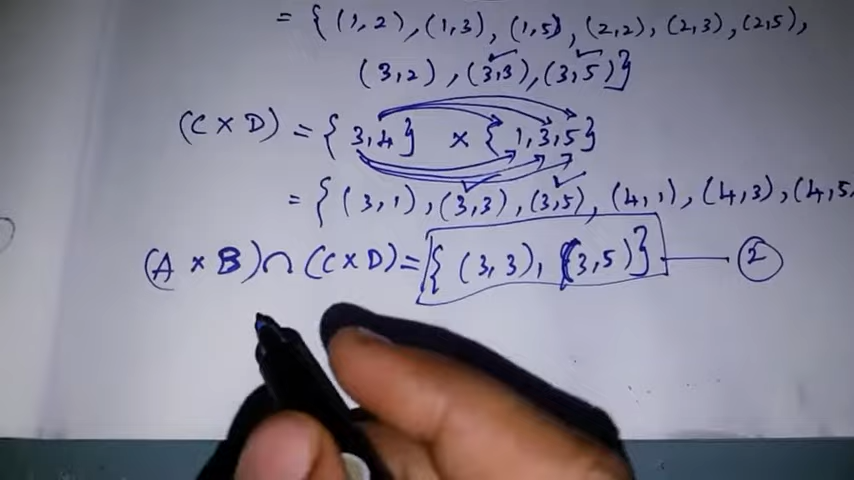 = {(1,2),(1,3),(1,5),(2,2),(2,3),(2,5),
(3,2),(3,3),(3,5)}
(C × D) = {3,4} × {1,3,5}
= {(3,1),(3,3),(3,5),(4,1),(4,3),(4,5,
(A × B) ∩ (C × D) = {(3,3),(3,5)} — 2